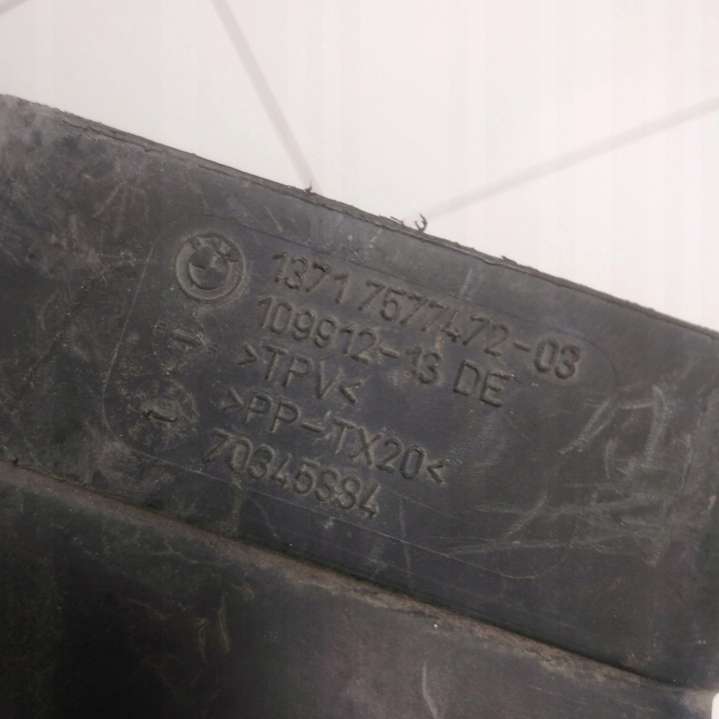 1371 7577472-03
109912-13 DE
>TPV<
>PP-TX20<
70345884